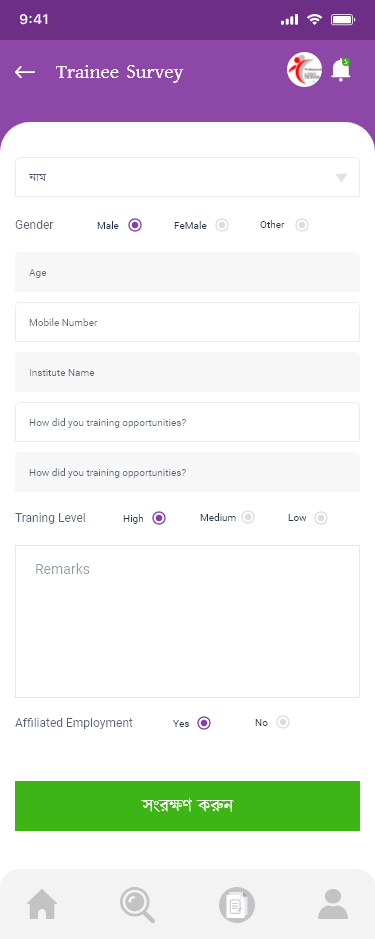 9:41
Trainee Survey
নাম
Gender Male FeMale Other
Age
Mobile Number
Institute Name
How did you training opportunities?
How did you training opportunities?
Traning Level High Medium Low
Remarks
Affiliated Employment Yes No
সংরক্ষণ করুন